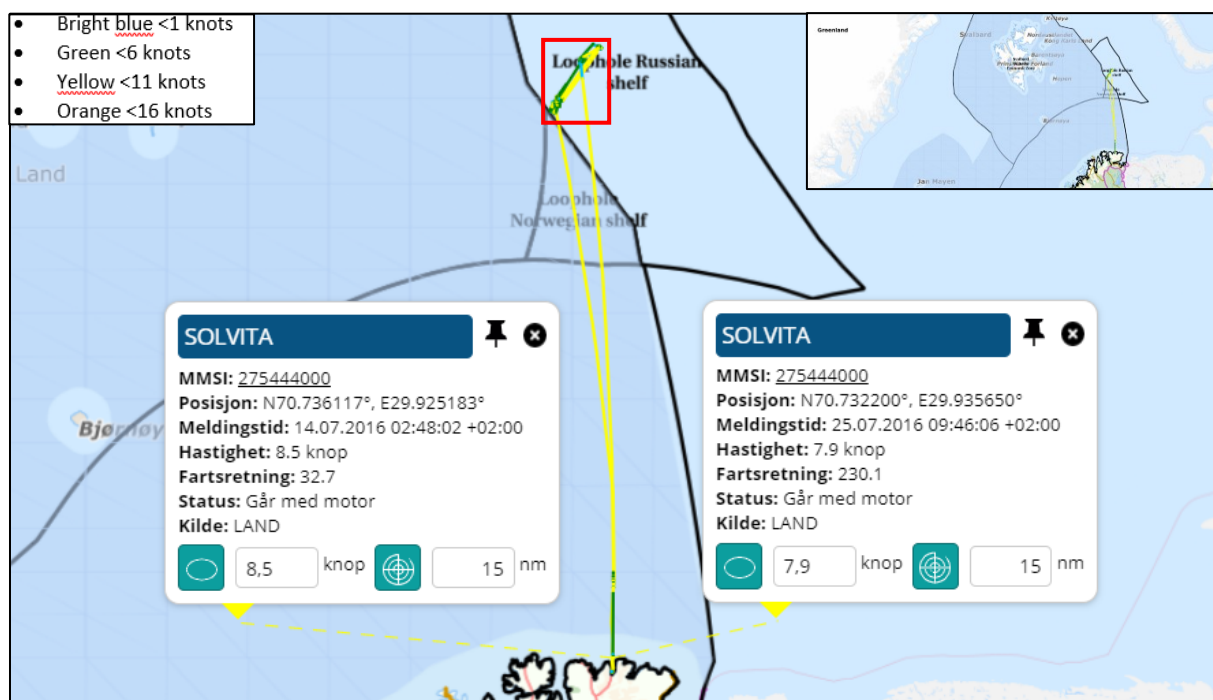 Bright blue <1 knots
Green <6 knots
Yellow <11 knots
Orange <16 knots
Greenland
Jan Mayen
Land
Loophole Russian
shelf
Loophole
Norwegian shelf
Bjørnøy
SOLVITA
MMSI: 275444000
Posisjon: N70.736117°, E29.925183°
Meldingstid: 14.07.2016 02:48:02 +02:00
Hastighet: 8.5 knop
Fartsretning: 32.7
Status: Går med motor
Kilde: LAND
8,5 knop 15 nm
SOLVITA
MMSI: 275444000
Posisjon: N70.732200°, E29.935650°
Meldingstid: 25.07.2016 09:46:06 +02:00
Hastighet: 7.9 knop
Fartsretning: 230.1
Status: Går med motor
Kilde: LAND
7,9 knop 15 nm